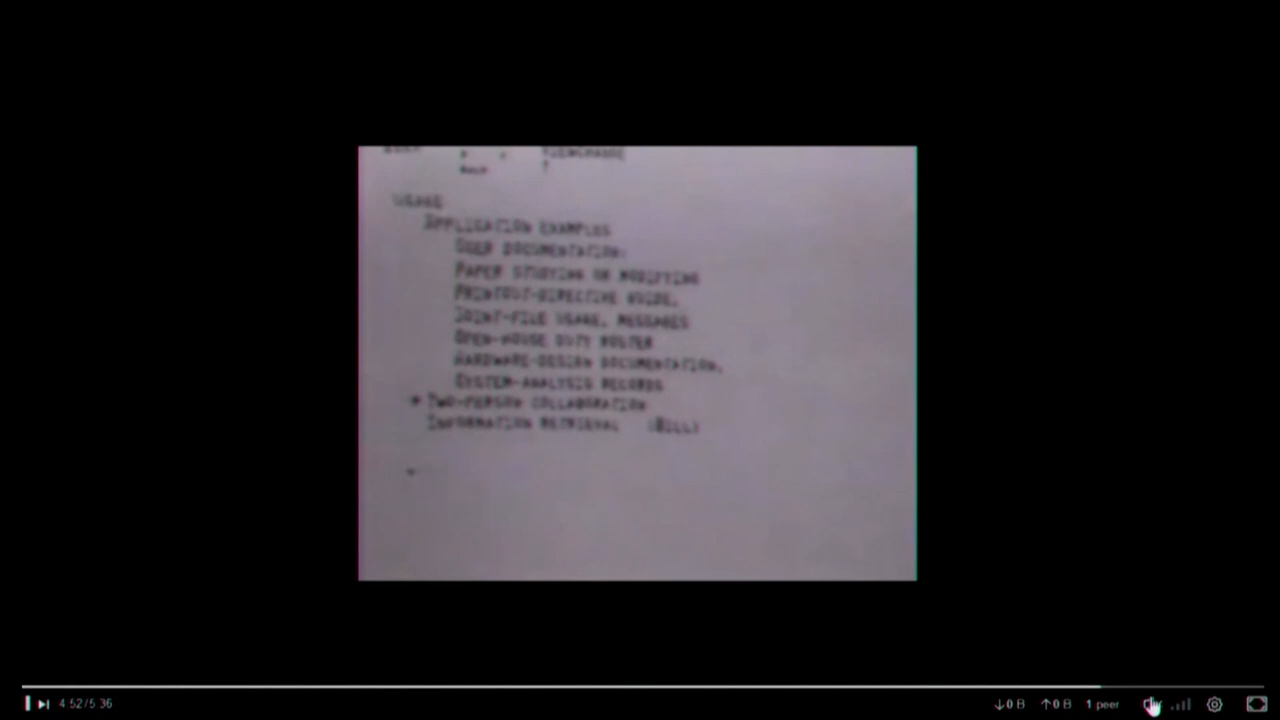 VIEWCHANGE
USAGE
APPLICATION EXAMPLES
USER DOCUMENTATION:
PAPER STUDYING OR MODIFYING
PRINTOUT-DIRECTIVE GUIDE,
JOINT-FILE USAGE, MESSAGES
OPEN-HOUSE DUTY ROSTER
HARDWARE-DESIGN DOCUMENTATION,
SYSTEM-ANALYSIS RECORDS
TWO-PERSON COLLABORATION
INFORMATION RETRIEVAL (BILL)
4:52/5:36 ↓0 B ↑0 B 1 peer